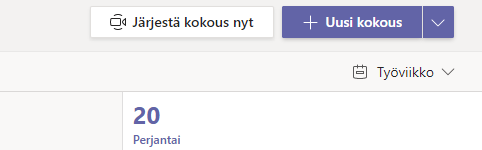 Järjestä kokous nyt
Uusi kokous
Työviikko
20
Perjantai